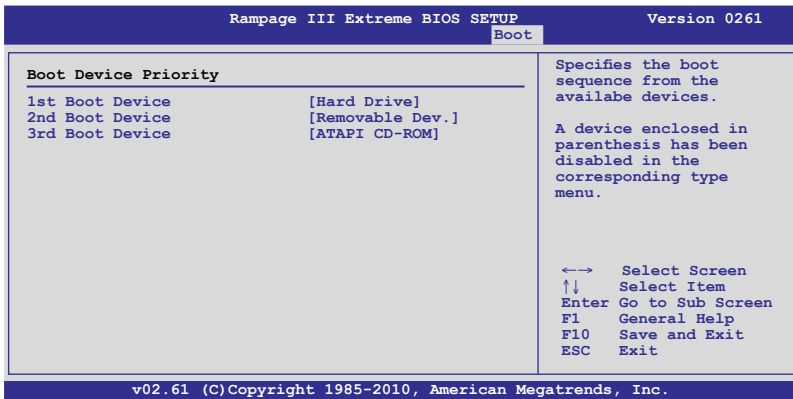 Rampage III Extreme BIOS SETUP Version 0261
Boot
Boot Device Priority
1st Boot Device [Hard Drive]
2nd Boot Device [Removable Dev.]
3rd Boot Device [ATAPI CD-ROM]
Specifies the boot
sequence from the
availabe devices.
A device enclosed in
parenthesis has been
disabled in the
corresponding type
menu.
←→ Select Screen
↑↓ Select Item
Enter Go to Sub Screen
F1 General Help
F10 Save and Exit
ESC Exit
v02.61 (C)Copyright 1985-2010, American Megatrends, Inc.